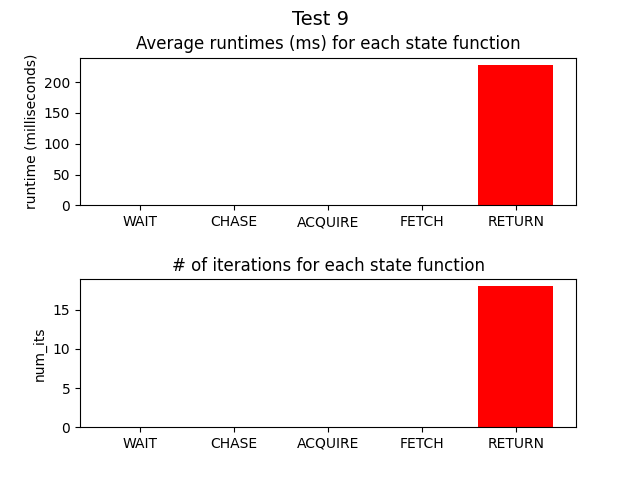 Test 9
Average runtimes (ms) for each state function
runtime (milliseconds)
200
150
100
50
0
WAIT CHASE ACQUIRE FETCH RETURN
# of iterations for each state function
num_its
15
10
5
0
WAIT CHASE ACQUIRE FETCH RETURN